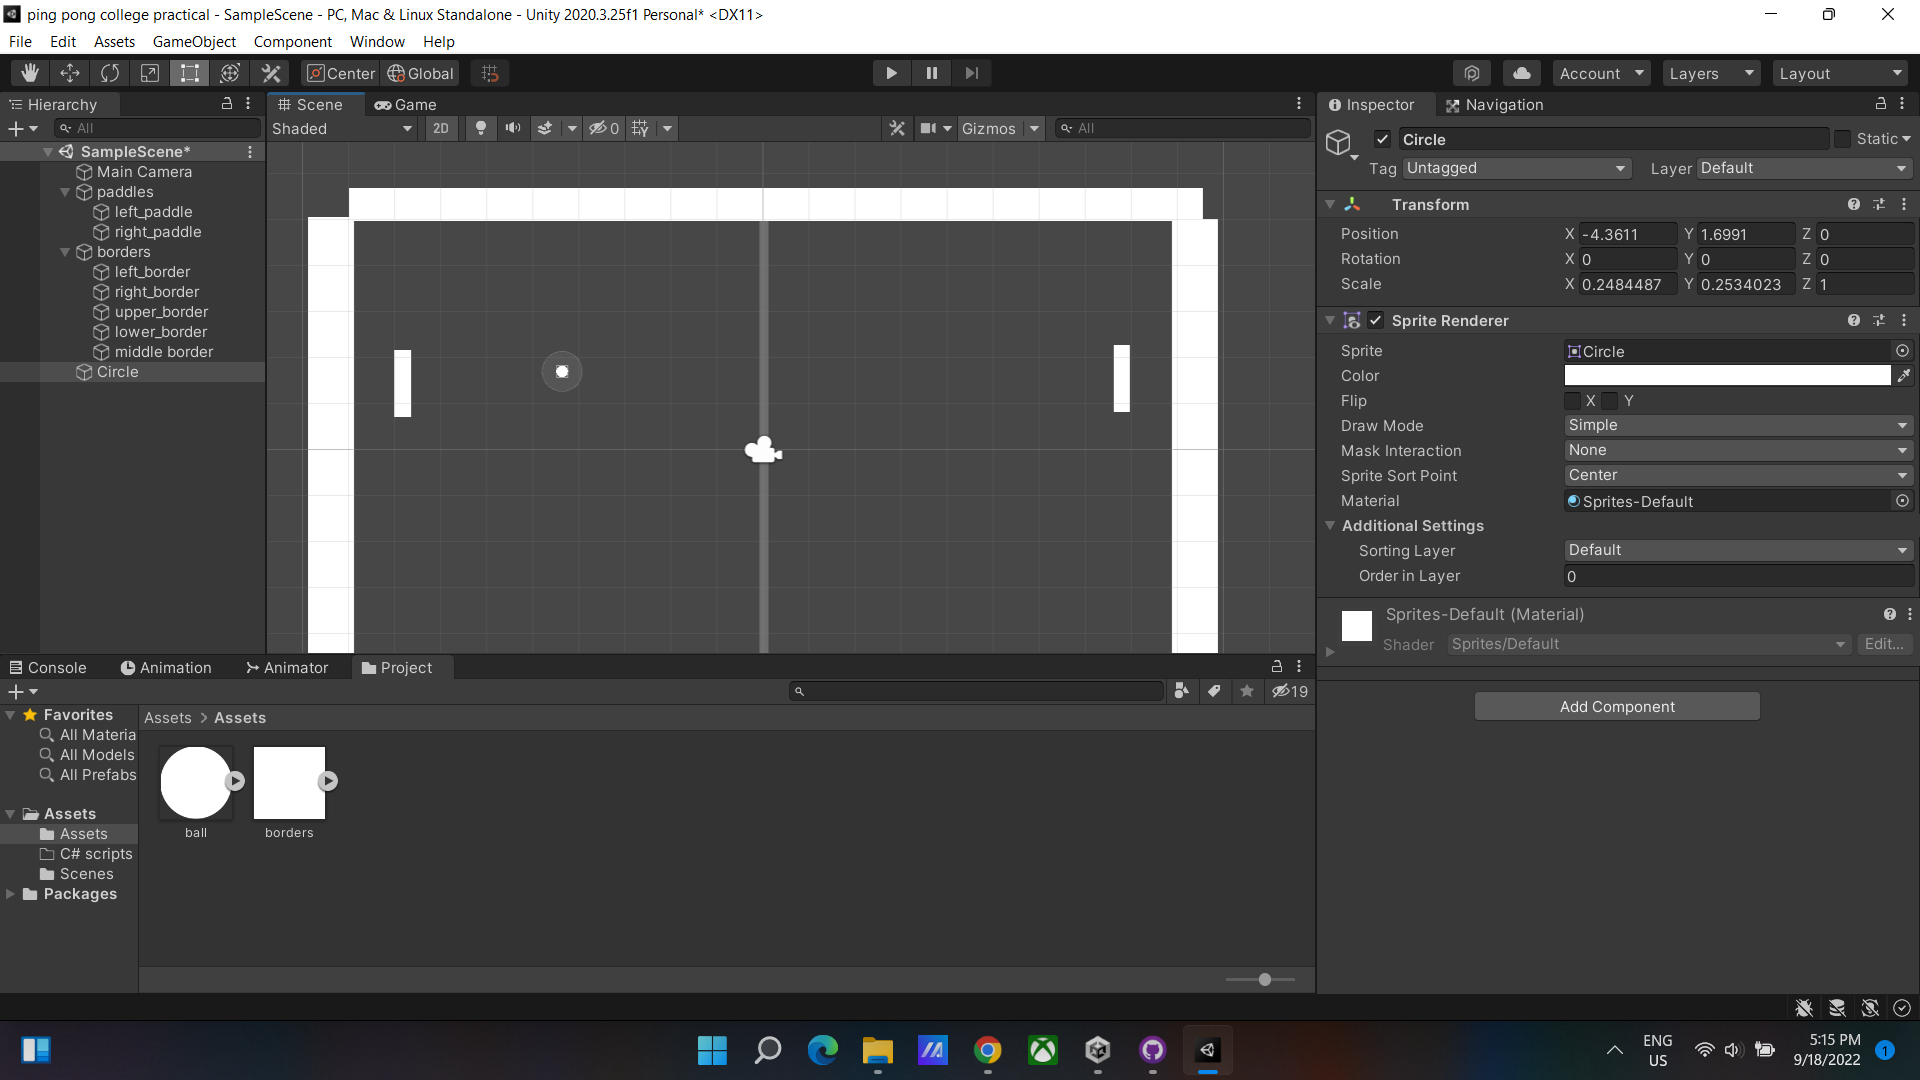 ping pong college practical - SampleScene - PC, Mac & Linux Standalone - Unity 2020.3.25f1 Personal* <DX11>
File Edit Assets GameObject Component Window Help
Center Global Account Layers Layout
Hierarchy
All
SampleScene*
Main Camera
paddles
left_paddle
right_paddle
borders
left_border
right_border
upper_border
lower_border
middle border
Circle
Scene Game
Shaded 2D 0 Gizmos All
Inspector Navigation
Circle Static
Tag Untagged Layer Default
Transform
Position X -4.3611 Y 1.6991 Z 0
Rotation X 0 Y 0 Z 0
Scale X 0.2484487 Y 0.2534023 Z 1
Sprite Renderer
Sprite Circle
Color
Flip X Y
Draw Mode Simple
Mask Interaction None
Sprite Sort Point Center
Material Sprites-Default
Additional Settings
Sorting Layer Default
Order in Layer 0
Sprites-Default (Material)
Shader Sprites/Default Edit...
Add Component
Console Animation Animator Project
19
Favorites
All Materia
All Models
All Prefabs
Assets
Assets
C# scripts
Scenes
Packages
Assets > Assets
ball borders
ENG
US
5:15 PM
9/18/2022
1